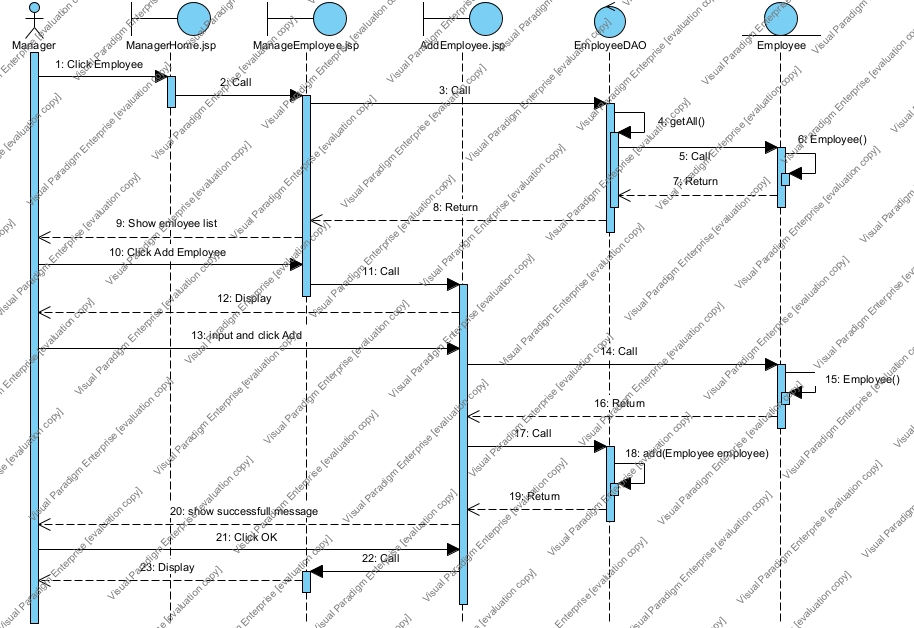 Manager
ManagerHome.jsp
ManageEmployee.jsp
AddEmployee.jsp
EmployeeDAO
Employee
1: Click Employee
2: Call
3: Call
4: getAll()
5: Call
6: Employee()
7: Return
8: Return
9: Show emloyee list
10: Click Add Employee
11: Call
12: Display
13: input and click Add
14: Call
15: Employee()
16: Return
17: Call
18: add(Employee employee)
19: Return
20: show successfull message
21: Click OK
22: Call
23: Display
Visual Paradigm Enterprise [evaluation copy]